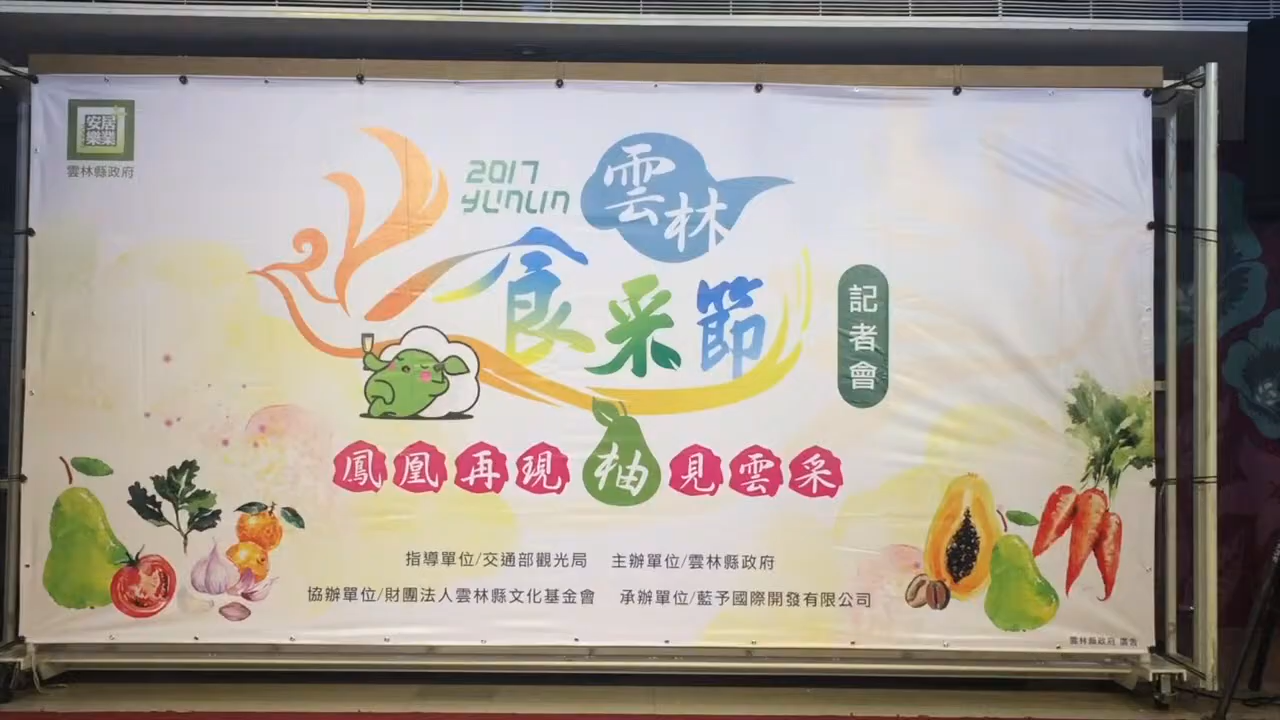 安居樂業
雲林縣政府
2017
YUNLIN
雲林
食采節
記者會
鳳凰再現柚見雲采
指導單位/交通部觀光局 主辦單位/雲林縣政府
協辦單位/財團法人雲林縣文化基金會 承辦單位/藍予國際開發有限公司
雲林縣政府 廣告